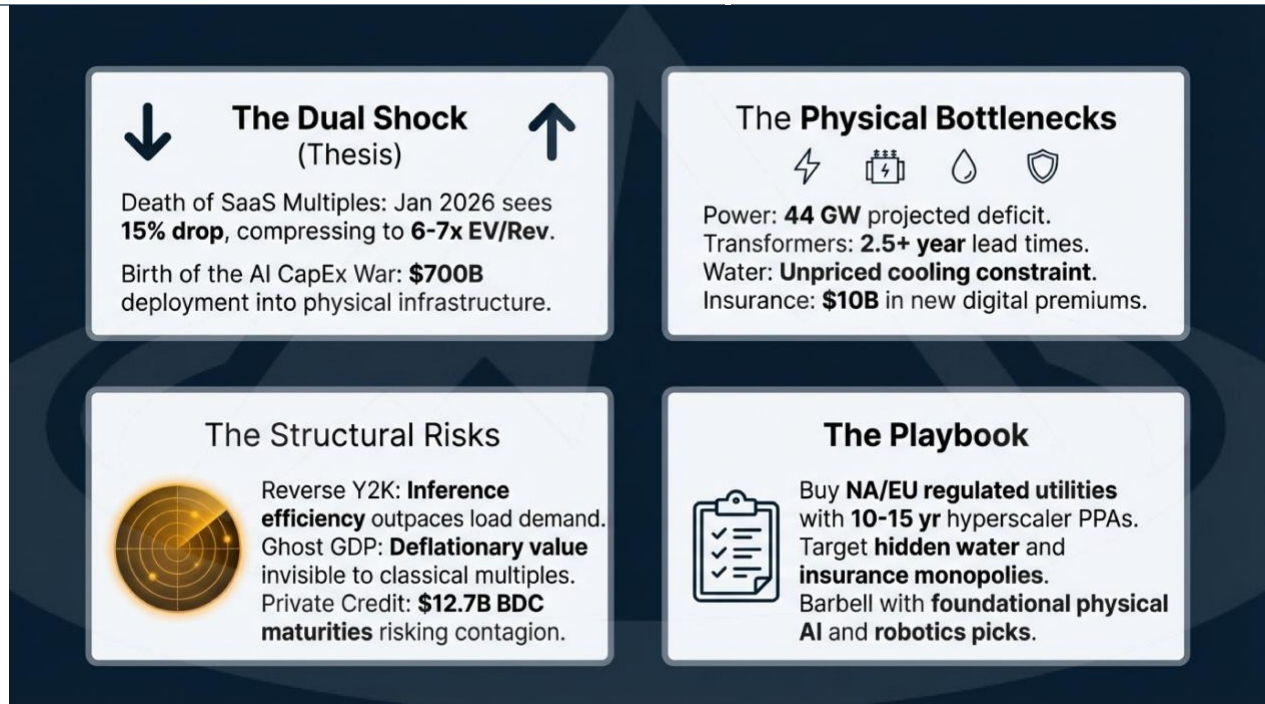 The Dual Shock
(Thesis)
Death of SaaS Multiples: Jan 2026 sees
15% drop, compressing to 6-7x EV/Rev.
Birth of the AI CapEx War: $700B
deployment into physical infrastructure.
The Physical Bottlenecks
Power: 44 GW projected deficit.
Transformers: 2.5+ year lead times.
Water: Unpriced cooling constraint.
Insurance: $10B in new digital premiums.
The Structural Risks
Reverse Y2K: Inference
efficiency outpaces load demand.
Ghost GDP: Deflationary value
invisible to classical multiples.
Private Credit: $12.7B BDC
maturities risking contagion.
The Playbook
Buy NA/EU regulated utilities
with 10-15 yr hyperscaler PPAs.
Target hidden water and
insurance monopolies.
Barbell with foundational physical
AI and robotics picks.